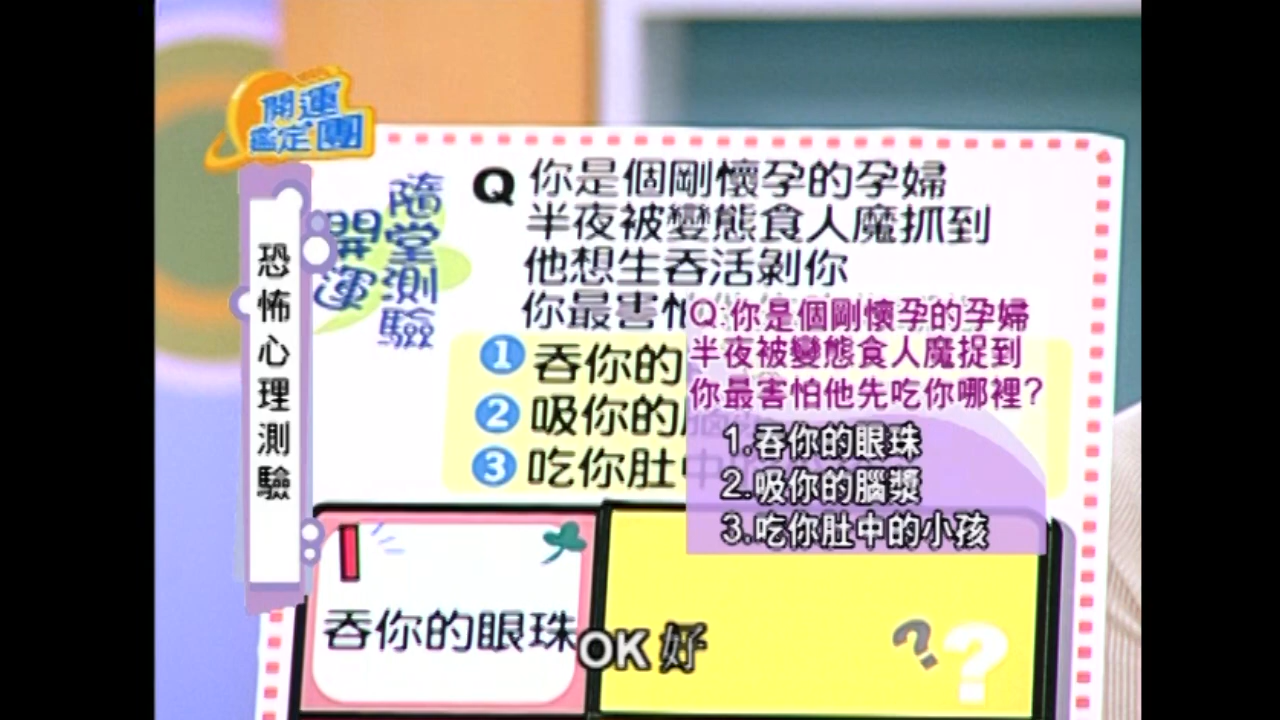 開運
鑑定團
恐怖心理測驗
隨堂測驗
開運
Q 你是個剛懷孕的孕婦
半夜被變態食人魔抓到
他想生吞活剝你
你最害怕
1 吞你的
2 吸你的腦
3 吃你肚中
Q:你是個剛懷孕的孕婦
半夜被變態食人魔捉到
你最害怕他先吃你哪裡?
1.吞你的眼珠
2.吸你的腦漿
3.吃你肚中的小孩
吞你的眼珠
? ?
OK 好